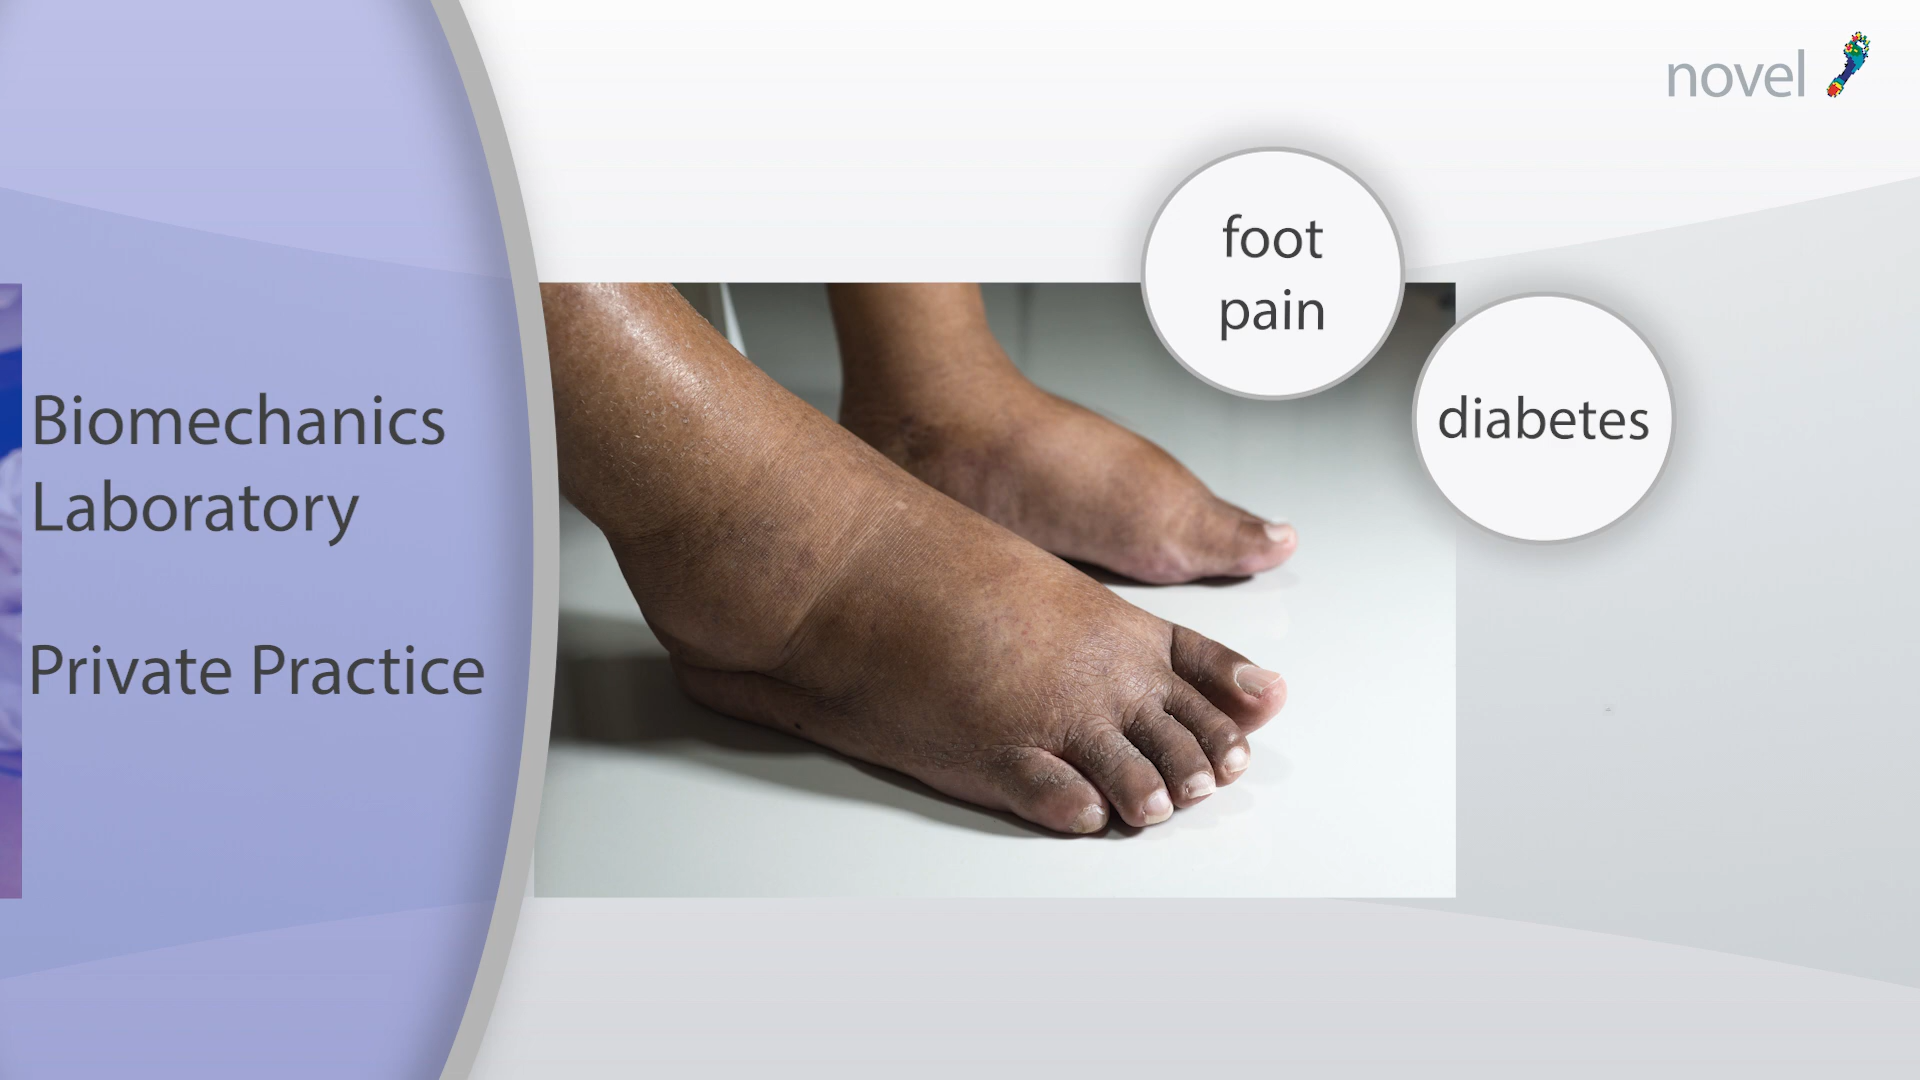 novel
foot
pain
diabetes
Biomechanics
Laboratory
Private Practice